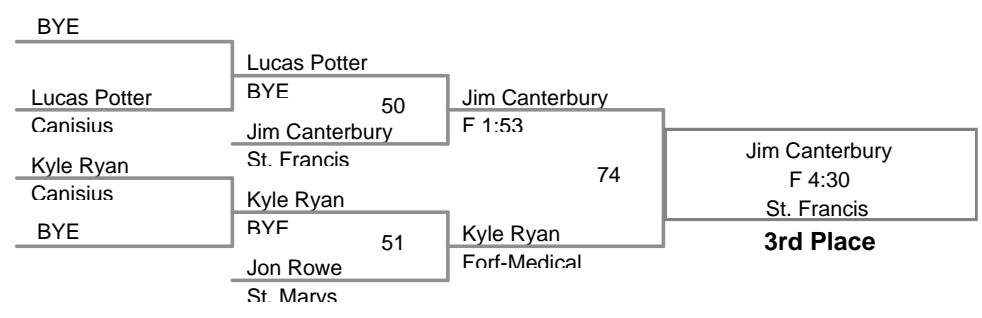 BYE
Lucas Potter
Canisius
Kyle Ryan
Canisius
BYE
Lucas Potter
BYE
50
Jim Canterbury
St. Francis
Kyle Ryan
BYE
51
Jon Rowe
St. Marys
Jim Canterbury
F 1:53
74
Kyle Ryan
Forf-Medical
Jim Canterbury
F 4:30
St. Francis
3rd Place